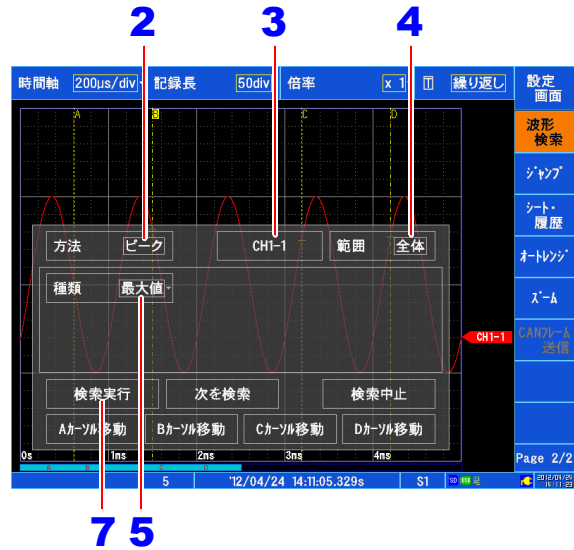 2 3 4
時間軸 200μs/div 記録長 50div 倍率 x 1 T 繰り返し 設定画面
A B C D
波形検索
ジャンプ
シート・履歴
方法 ピーク CH1-1 範囲 全体
オートレンジ
種類 最大値
ズーム
CH1-1
CANフレーム送信
検索実行 次を検索 検索中止
Aカーソル移動 Bカーソル移動 Cカーソル移動 Dカーソル移動
0s 1ms 2ms 3ms 4ms
Page 2/2
A B C D
5 '12/04/24 14:11:05.329s S1 SD USB
7 5